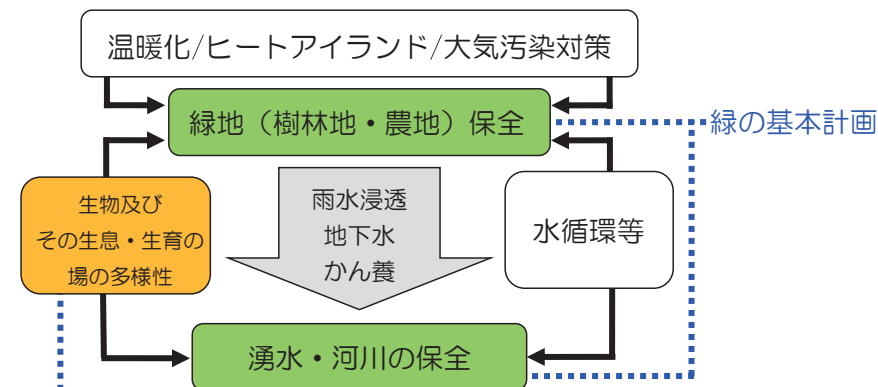 温暖化/ヒートアイランド/大気汚染対策
緑地（樹林地・農地）保全
緑の基本計画
生物及び
その生息・生育の
場の多様性
雨水浸透
地下水
かん養
水循環等
湧水・河川の保全